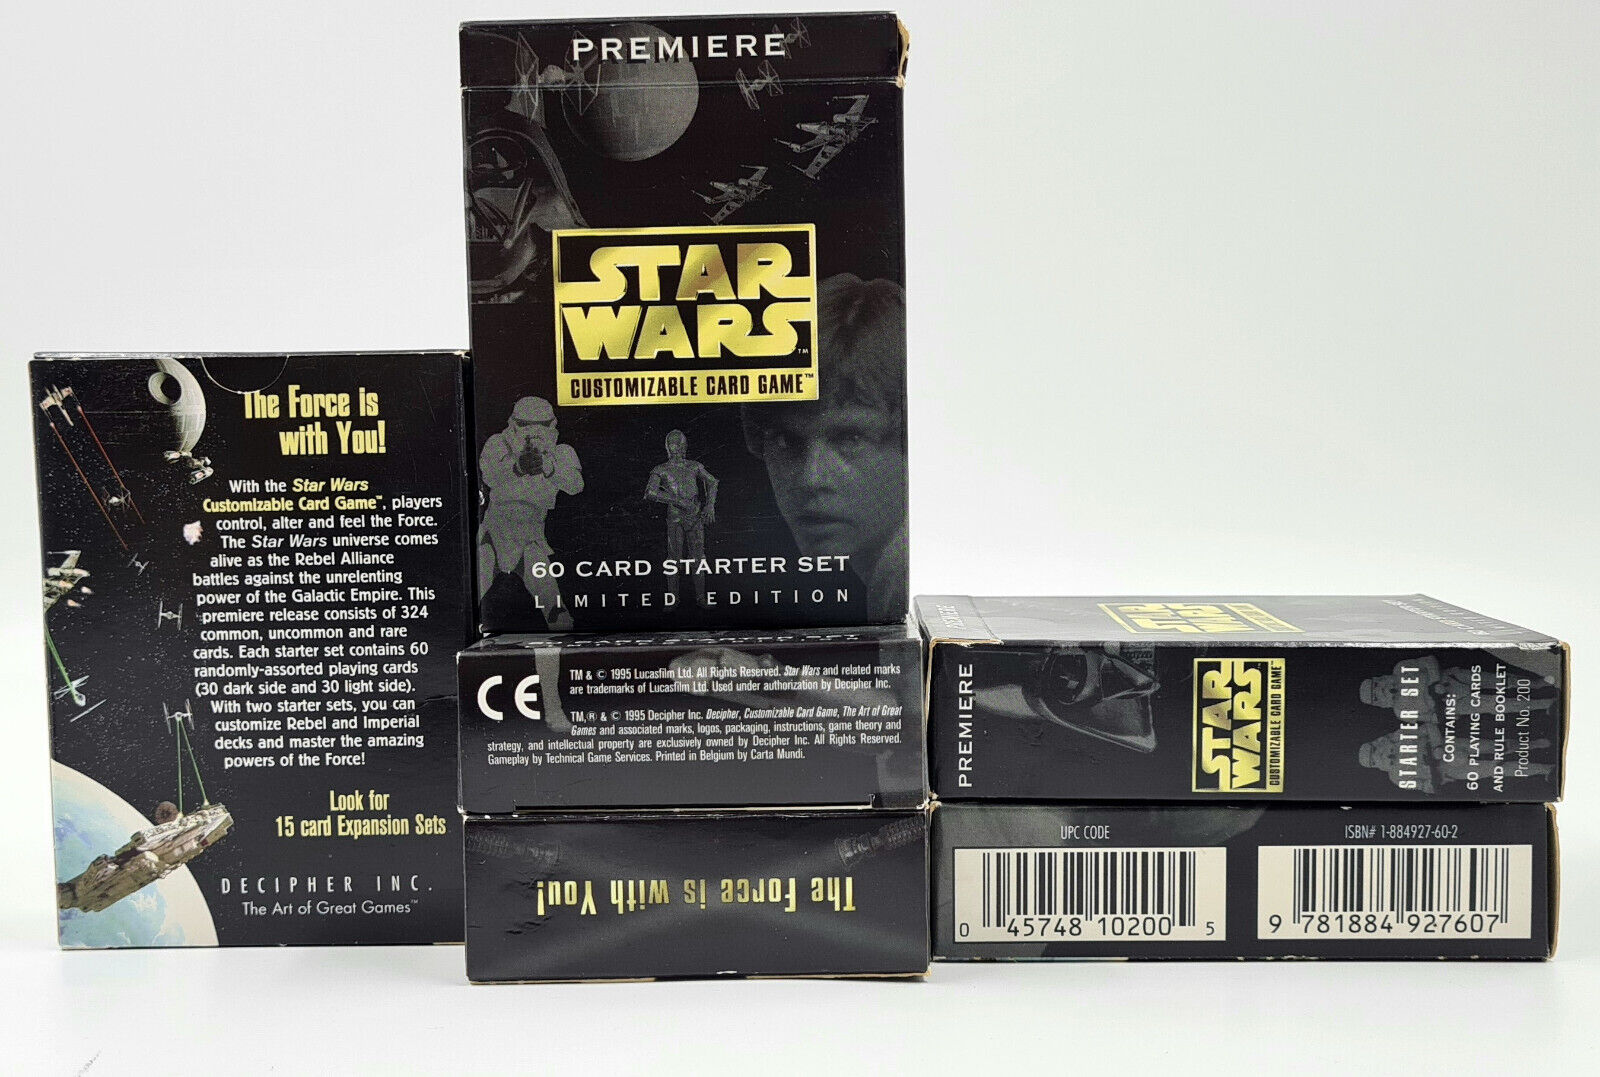 PREMIERE
STAR
WARS™
CUSTOMIZABLE CARD GAME™
60 CARD STARTER SET
LIMITED EDITION
The Force is
with You!
With the Star Wars
Customizable Card Game™, players
control, alter and feel the Force.
The Star Wars universe comes
alive as the Rebel Alliance
battles against the unrelenting
power of the Galactic Empire. This
premiere release consists of 324
common, uncommon and rare
cards. Each starter set contains 60
randomly-assorted playing cards
(30 dark side and 30 light side).
With two starter sets, you can
customize Rebel and Imperial
decks and master the amazing
powers of the Force!
Look for
15 card Expansion Sets
DECIPHER INC.
The Art of Great Games™
CE
TM & © 1995 Lucasfilm Ltd. All Rights Reserved. Star Wars and related marks
are trademarks of Lucasfilm Ltd. Used under authorization by Decipher Inc.
TM,® & © 1995 Decipher Inc. Decipher, Customizable Card Game, The Art of Great
Games and associated marks, logos, packaging, instructions, game theory and
strategy, and intellectual property are exclusively owned by Decipher Inc. All Rights Reserved.
Gameplay by Technical Game Services. Printed in Belgium by Carta Mundi.
The Force is with You!
PREMIERE
STAR
WARS
CUSTOMIZABLE CARD GAME
PREMIERE
STAR
WARS
CUSTOMIZABLE CARD GAME™
STARTER SET
CONTAINS:
60 PLAYING CARDS
AND RULE BOOKLET
Product No. 200
UPC CODE
0 45748 10200 5
ISBN# 1-884927-60-2
9 781884 927607